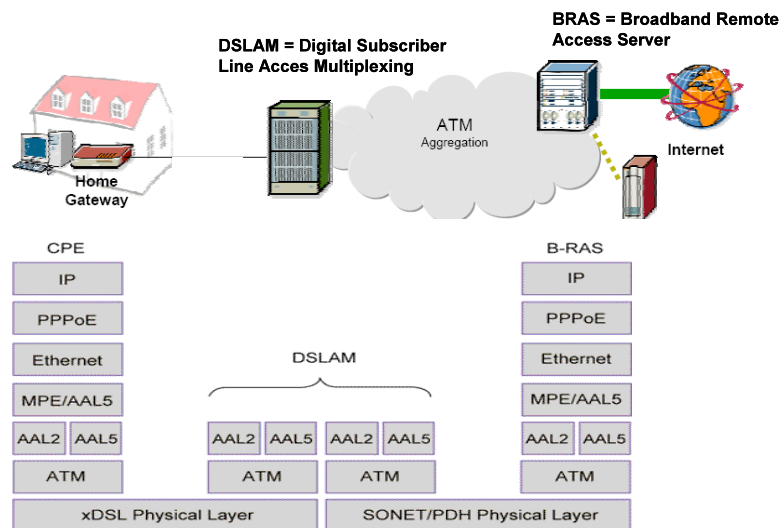 BRAS = Broadband Remote
Access Server
DSLAM = Digital Subscriber
Line Acces Multiplexing
ATM
Aggregation
Internet
Home
Gateway
CPE
B-RAS
IP
IP
PPPoE
PPPoE
Ethernet
DSLAM
Ethernet
MPE/AAL5
MPE/AAL5
AAL2 AAL5 AAL2 AAL5 AAL2 AAL5 AAL2 AAL5
ATM ATM ATM ATM
xDSL Physical Layer SONET/PDH Physical Layer